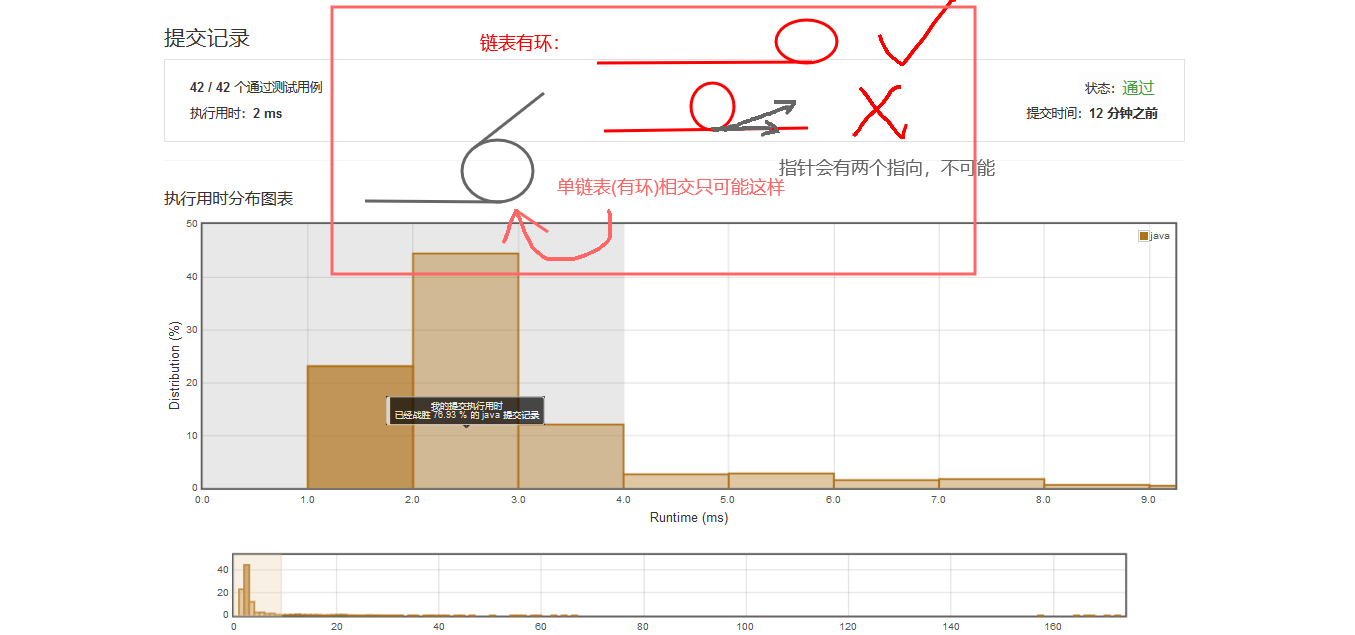 提交记录
链表有环:
42 / 42 个通过测试用例
状态: 通过
执行用时: 2 ms
提交时间: 12 分钟之前
指针会有两个指向，不可能
单链表(有环)相交只可能这样
执行用时分布图表
java
50
40
30
20
10
0
Distribution (%)
我的提交执行用时
已经战胜 76.93 % 的 java 提交记录
0.0 1.0 2.0 3.0 4.0 5.0 6.0 7.0 8.0 9.0
Runtime (ms)
40
20
0
0 20 40 60 80 100 120 140 160